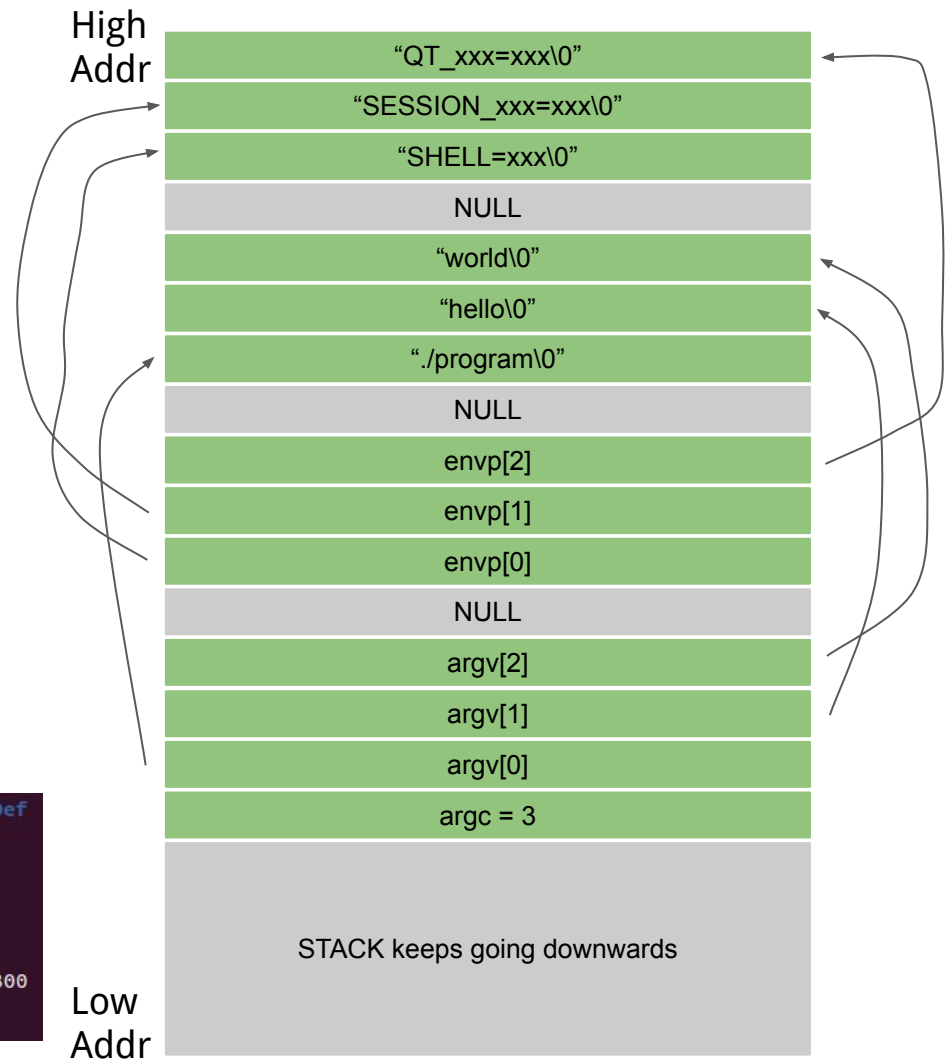 High
Addr
“QT_xxx=xxx\0”
“SESSION_xxx=xxx\0”
“SHELL=xxx\0”
NULL
“world\0”
“hello\0”
“./program\0”
NULL
envp[2]
envp[1]
envp[0]
NULL
argv[2]
argv[1]
argv[0]
argc = 3
STACK keeps going downwards
Low
Addr